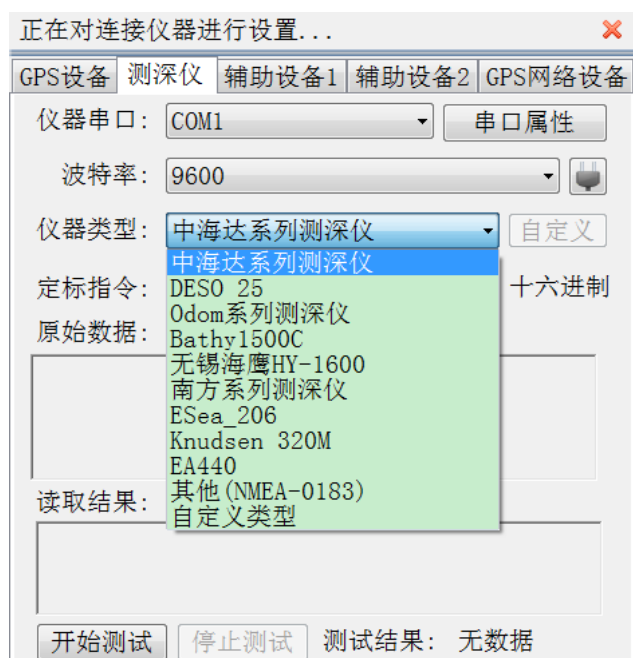 正在对连接仪器进行设置...
GPS设备 测深仪 辅助设备1 辅助设备2 GPS网络设备
仪器串口: COM1 串口属性
波特率: 9600
仪器类型: 中海达系列测深仪 自定义
中海达系列测深仪
定标指令: DESO 25 十六进制
Odom系列测深仪
原始数据: Bathy1500C
无锡海鹰HY-1600
南方系列测深仪
ESea_206
Knudsen 320M
EA440
读取结果: 其他(NMEA-0183)
自定义类型
开始测试 停止测试 测试结果: 无数据